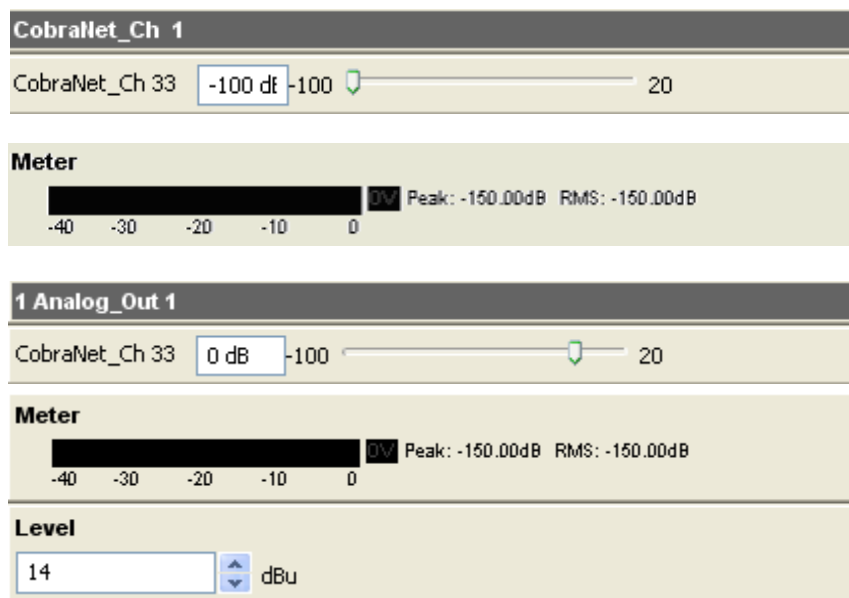 CobraNet_Ch 1
CobraNet_Ch 33 -100 dE -100 20
Meter
0V Peak: -150.00dB RMS: -150.00dB
-40 -30 -20 -10 0
1 Analog_Out 1
CobraNet_Ch 33 0 dB -100 20
Meter
0V Peak: -150.00dB RMS: -150.00dB
-40 -30 -20 -10 0
Level
14 dBu